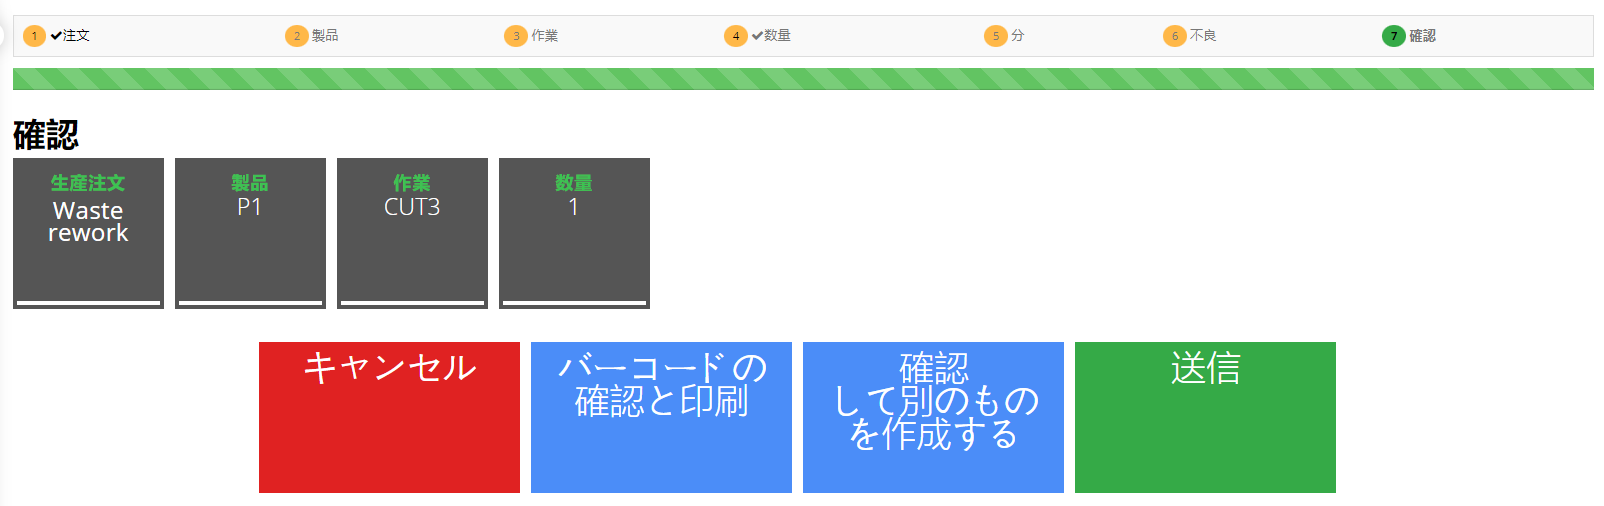 1 ✔注文 2 製品 3 作業 4 ✔数量 5 分 6 不良 7 確認
確認
生産注文
Waste
rework
製品
P1
作業
CUT3
数量
1
キャンセル
バーコードの
確認と印刷
確認
して別のもの
を作成する
送信